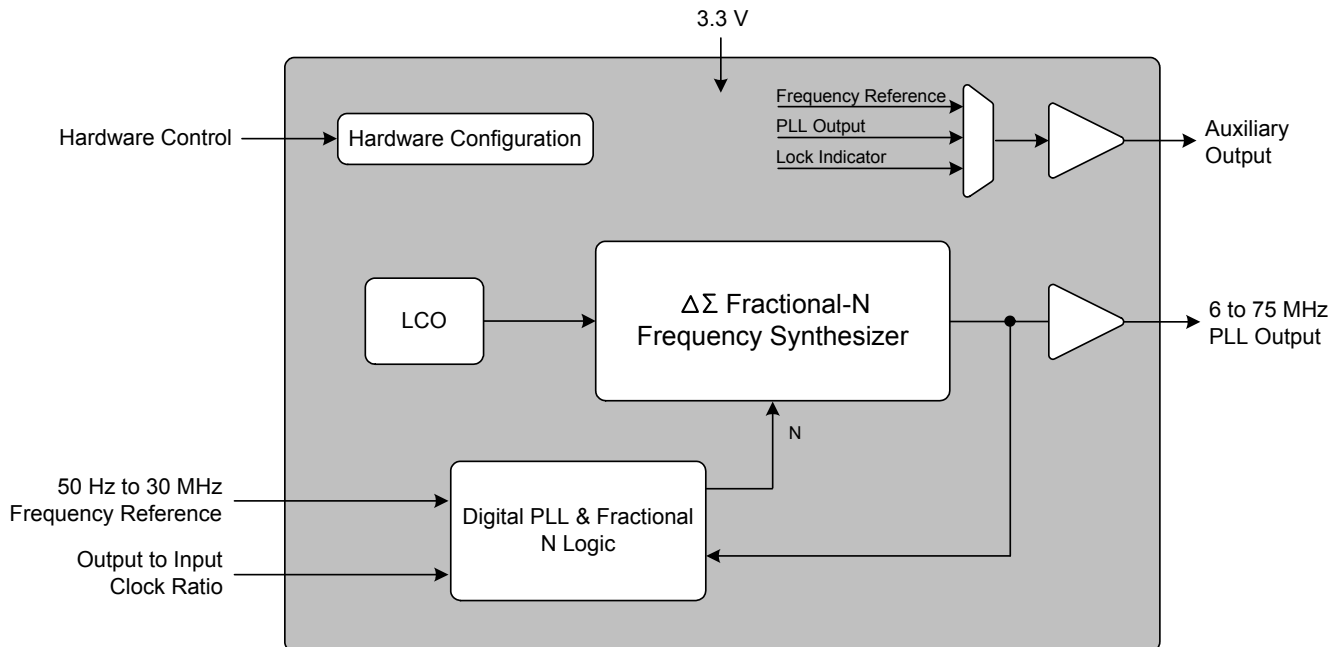 3.3 V
Hardware Control
Hardware Configuration
Frequency Reference
PLL Output
Lock Indicator
Auxiliary
Output
LCO
ΔΣ Fractional-N
Frequency Synthesizer
6 to 75 MHz
PLL Output
N
50 Hz to 30 MHz
Frequency Reference
Digital PLL & Fractional
N Logic
Output to Input
Clock Ratio